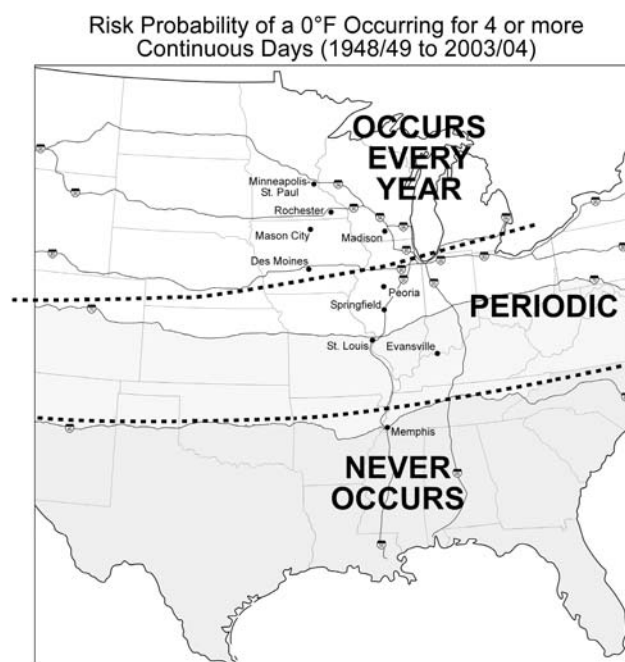 Risk Probability of a 0°F Occurring for 4 or more
Continuous Days (1948/49 to 2003/04)
OCCURS
EVERY
YEAR
Minneapolis
St. Paul
Rochester
Mason City
Madison
Des Moines
Peoria
Springfield
PERIODIC
St. Louis
Evansville
Memphis
NEVER
OCCURS